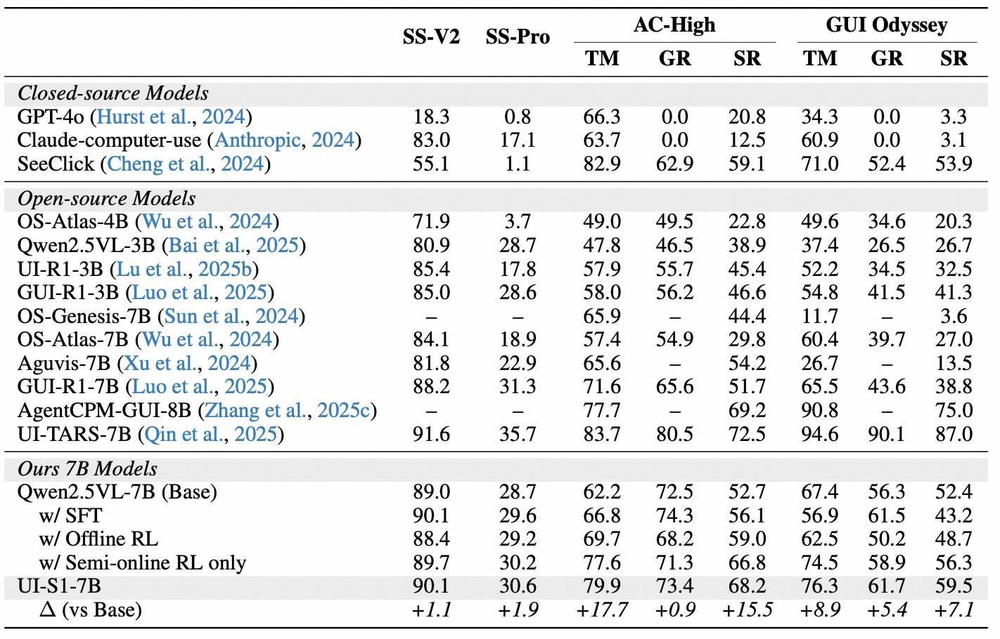 SS-V2 SS-Pro AC-High GUI Odyssey
TM GR SR TM GR SR
Closed-source Models
GPT-4o (Hurst et al., 2024) 18.3 0.8 66.3 0.0 20.8 34.3 0.0 3.3
Claude-computer-use (Anthropic, 2024) 83.0 17.1 63.7 0.0 12.5 60.9 0.0 3.1
SeeClick (Cheng et al., 2024) 55.1 1.1 82.9 62.9 59.1 71.0 52.4 53.9
Open-source Models
OS-Atlas-4B (Wu et al., 2024) 71.9 3.7 49.0 49.5 22.8 49.6 34.6 20.3
Qwen2.5VL-3B (Bai et al., 2025) 80.9 28.7 47.8 46.5 38.9 37.4 26.5 26.7
UI-R1-3B (Lu et al., 2025b) 85.4 17.8 57.9 55.7 45.4 52.2 34.5 32.5
GUI-R1-3B (Luo et al., 2025) 85.0 28.6 58.0 56.2 46.6 54.8 41.5 41.3
OS-Genesis-7B (Sun et al., 2024) – – 65.9 – 44.4 11.7 – 3.6
OS-Atlas-7B (Wu et al., 2024) 84.1 18.9 57.4 54.9 29.8 60.4 39.7 27.0
Aguvis-7B (Xu et al., 2024) 81.8 22.9 65.6 – 54.2 26.7 – 13.5
GUI-R1-7B (Luo et al., 2025) 88.2 31.3 71.6 65.6 51.7 65.5 43.6 38.8
AgentCPM-GUI-8B (Zhang et al., 2025c) – – 77.7 – 69.2 90.8 – 75.0
UI-TARS-7B (Qin et al., 2025) 91.6 35.7 83.7 80.5 72.5 94.6 90.1 87.0
Ours 7B Models
Qwen2.5VL-7B (Base) 89.0 28.7 62.2 72.5 52.7 67.4 56.3 52.4
w/ SFT 90.1 29.6 66.8 74.3 56.1 56.9 61.5 43.2
w/ Offline RL 88.4 29.2 69.7 68.2 59.0 62.5 50.2 48.7
w/ Semi-online RL only 89.7 30.2 77.6 71.3 66.8 74.5 58.9 56.3
UI-S1-7B 90.1 30.6 79.9 73.4 68.2 76.3 61.7 59.5
Δ (vs Base) +1.1 +1.9 +17.7 +0.9 +15.5 +8.9 +5.4 +7.1